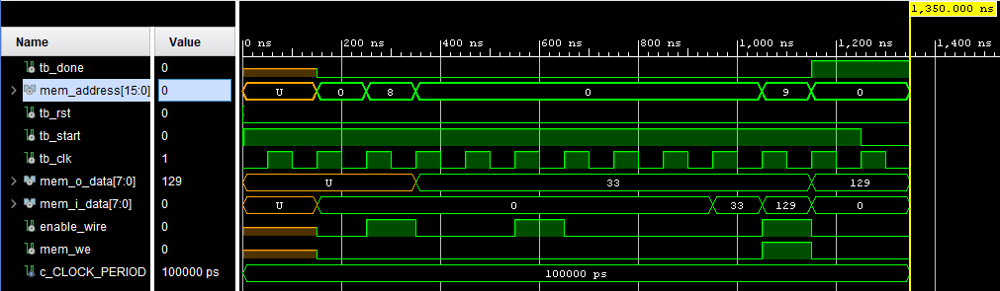 1,350.000 ns
Name Value 0 ns 200 ns 400 ns 600 ns 800 ns 1,000 ns 1,200 ns 1,400 ns
tb_done 0
mem_address[15:0] 0 U 0 8 0 9 0
tb_rst 0
tb_start 0
tb_clk 1
mem_o_data[7:0] 129 U 33 129
mem_i_data[7:0] 0 U 0 33 129 0
enable_wire 0
mem_we 0
c_CLOCK_PERIOD 100000 ps 100000 ps